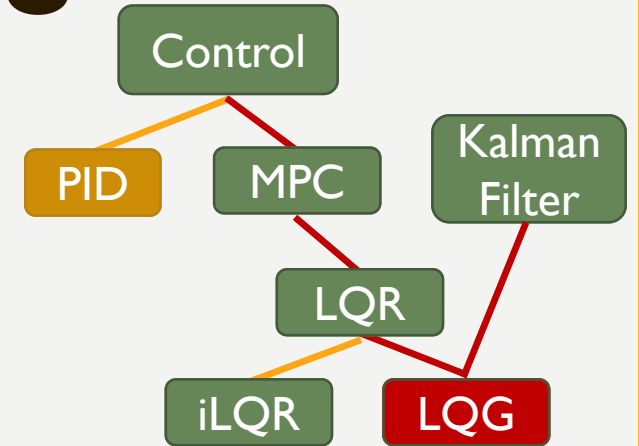 Control
PID
MPC
Kalman
Filter
LQR
iLQR
LQG